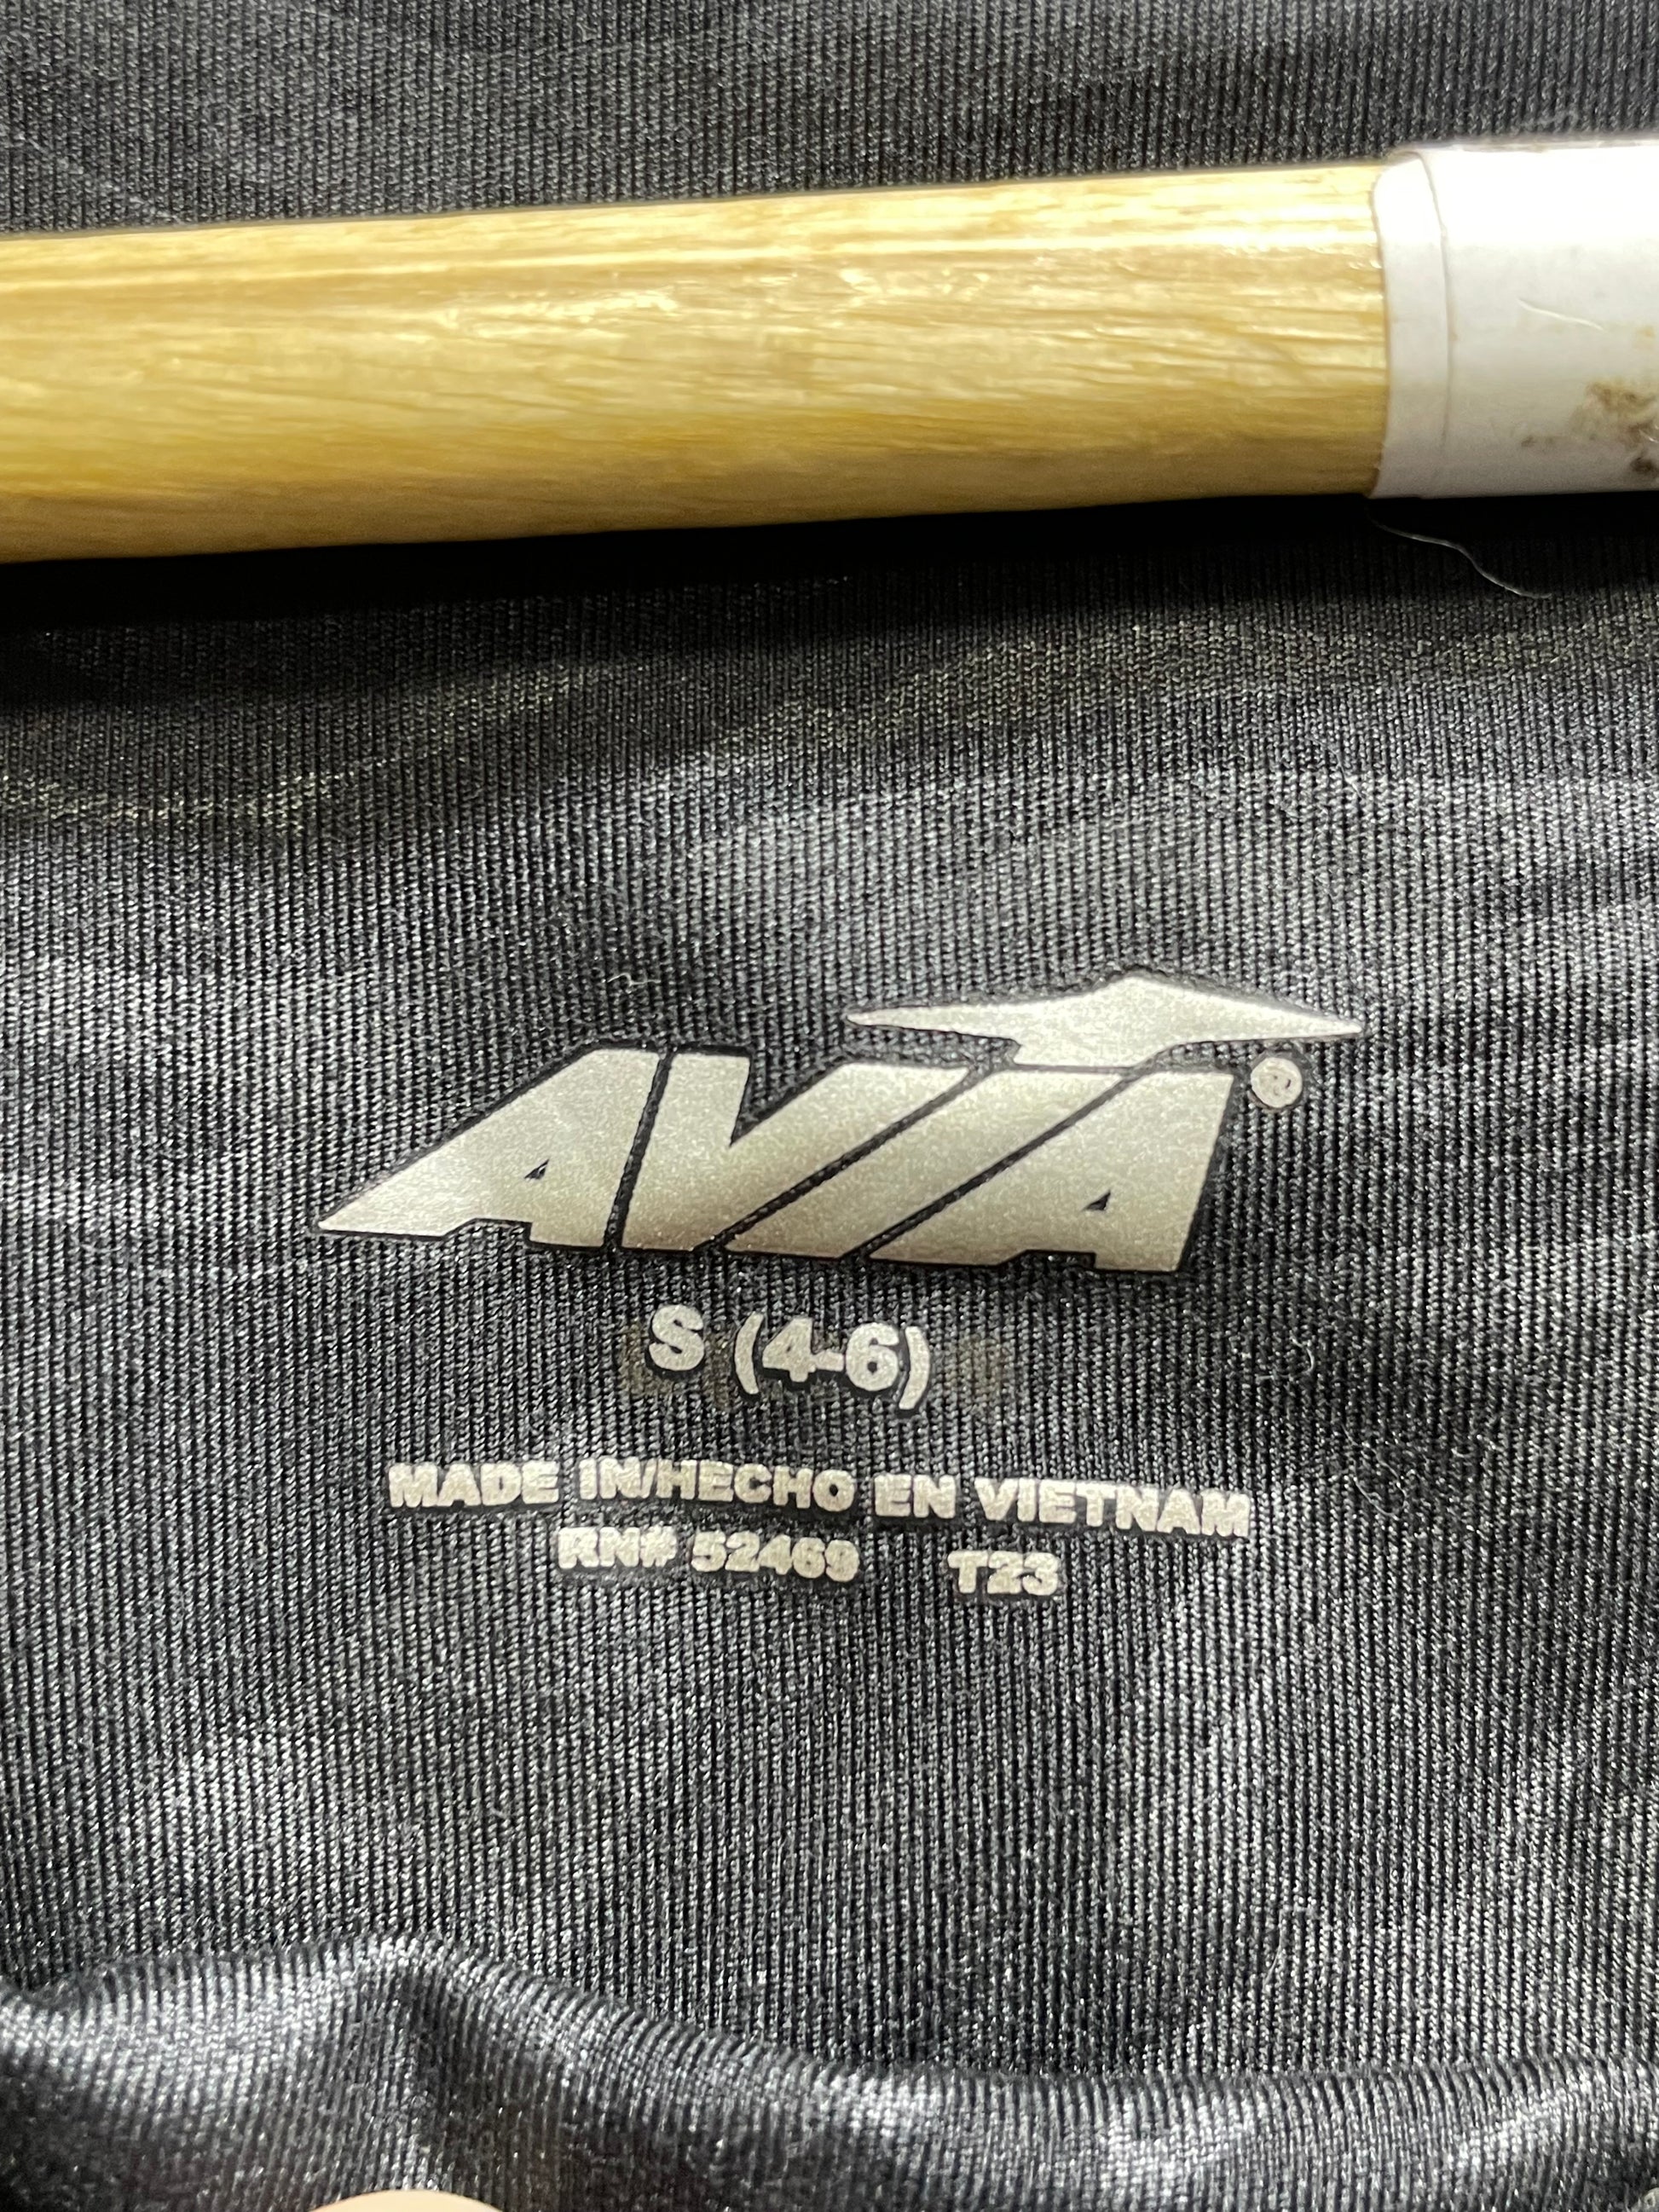 AVIA®
S (4-6)
MADE IN/HECHO EN VIETNAM
RN# 52469 T23